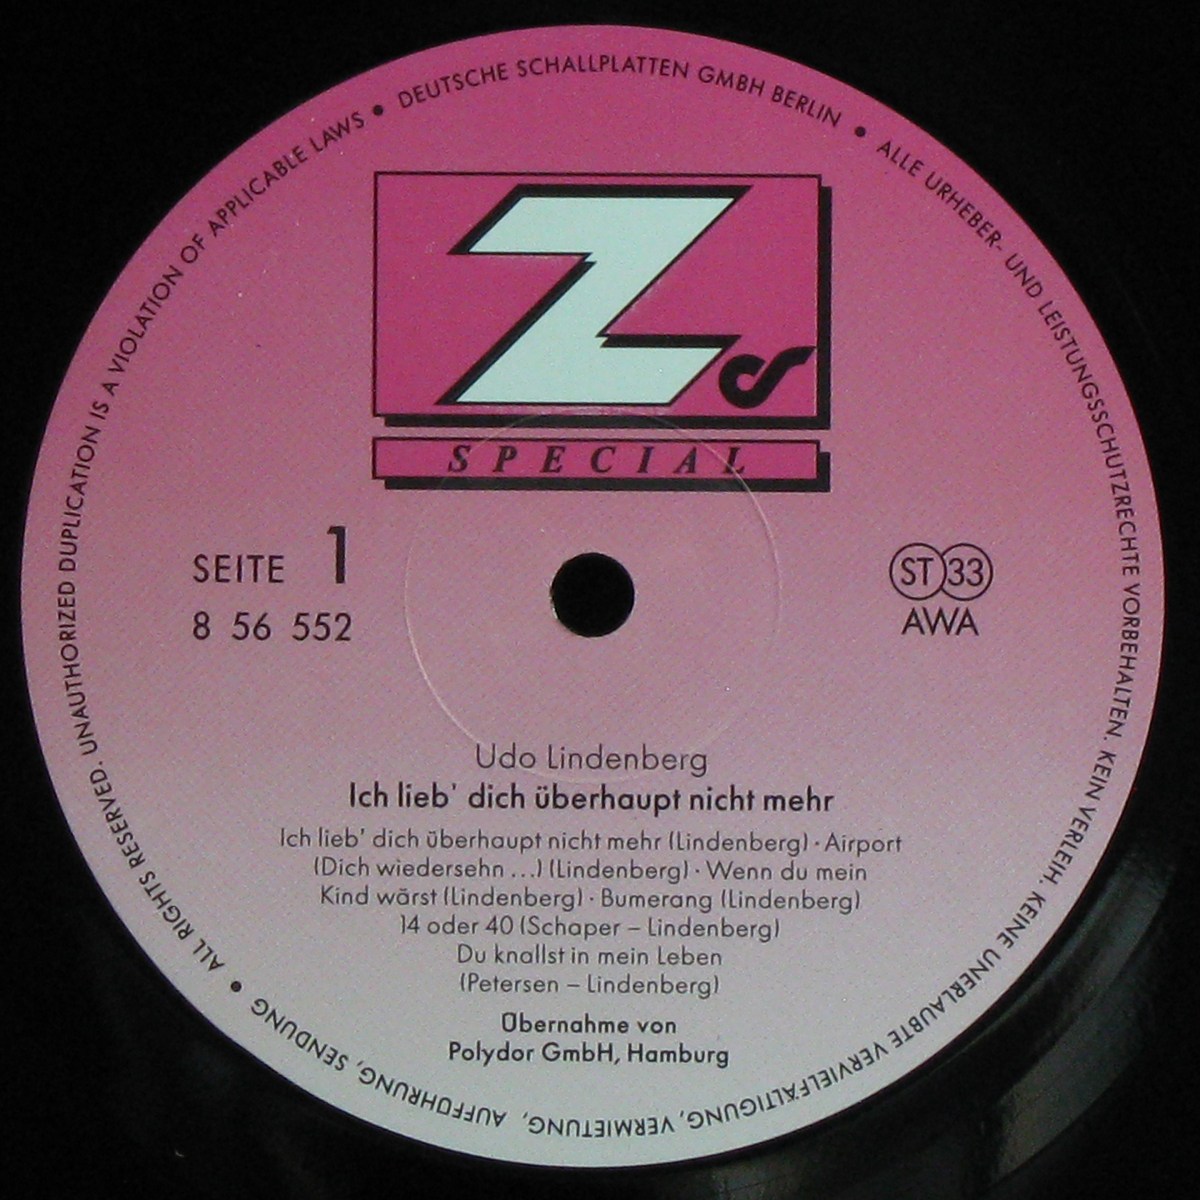 ALL RIGHTS RESERVED. UNAUTHORIZED DUPLICATION IS A VIOLATION OF APPLICABLE LAWS • DEUTSCHE SCHALLPLATTEN GMBH BERLIN • ALLE URHEBER- UND LEISTUNGSSCHUTZRECHTE VORBEHALTEN. KEIN VERLEIH. KEINE UNERLAUBTE VERVIELFÄLTIGUNG, VERMIETUNG, AUFFÜHRUNG, SENDUNG •
Z
SPECIAL
SEITE 1
8 56 552
ST 33
AWA
Udo Lindenberg
Ich lieb' dich überhaupt nicht mehr
Ich lieb' dich überhaupt nicht mehr (Lindenberg) · Airport
(Dich wiedersehn ...) (Lindenberg) · Wenn du mein
Kind wärst (Lindenberg) · Bumerang (Lindenberg)
14 oder 40 (Schaper – Lindenberg)
Du knallst in mein Leben
(Petersen – Lindenberg)
Übernahme von
Polydor GmbH, Hamburg